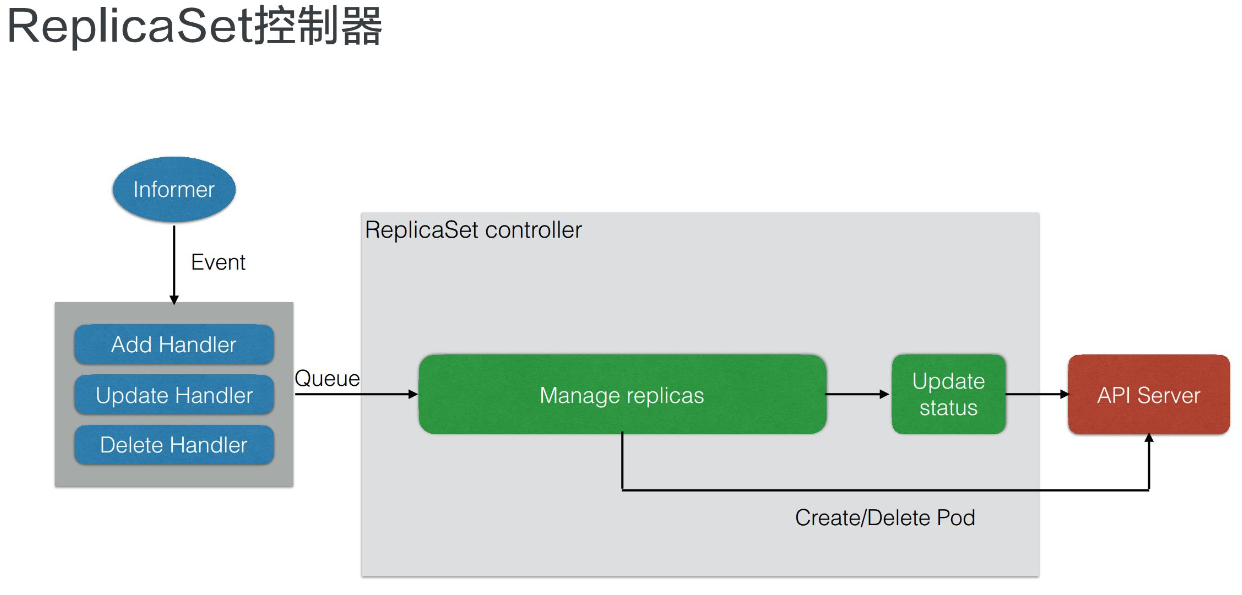 ReplicaSet控制器
Informer
Event
Add Handler
Update Handler
Delete Handler
Queue
ReplicaSet controller
Manage replicas
Update
status
API Server
Create/Delete Pod